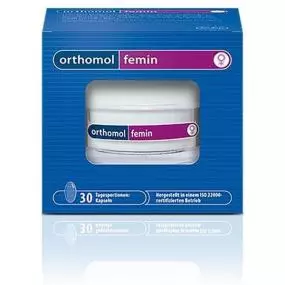 orthomol femin
orthomol femin
30 Tagesportionen:
Kapseln
Hergestellt in einem ISO 22000-
zertifizierten Betrieb